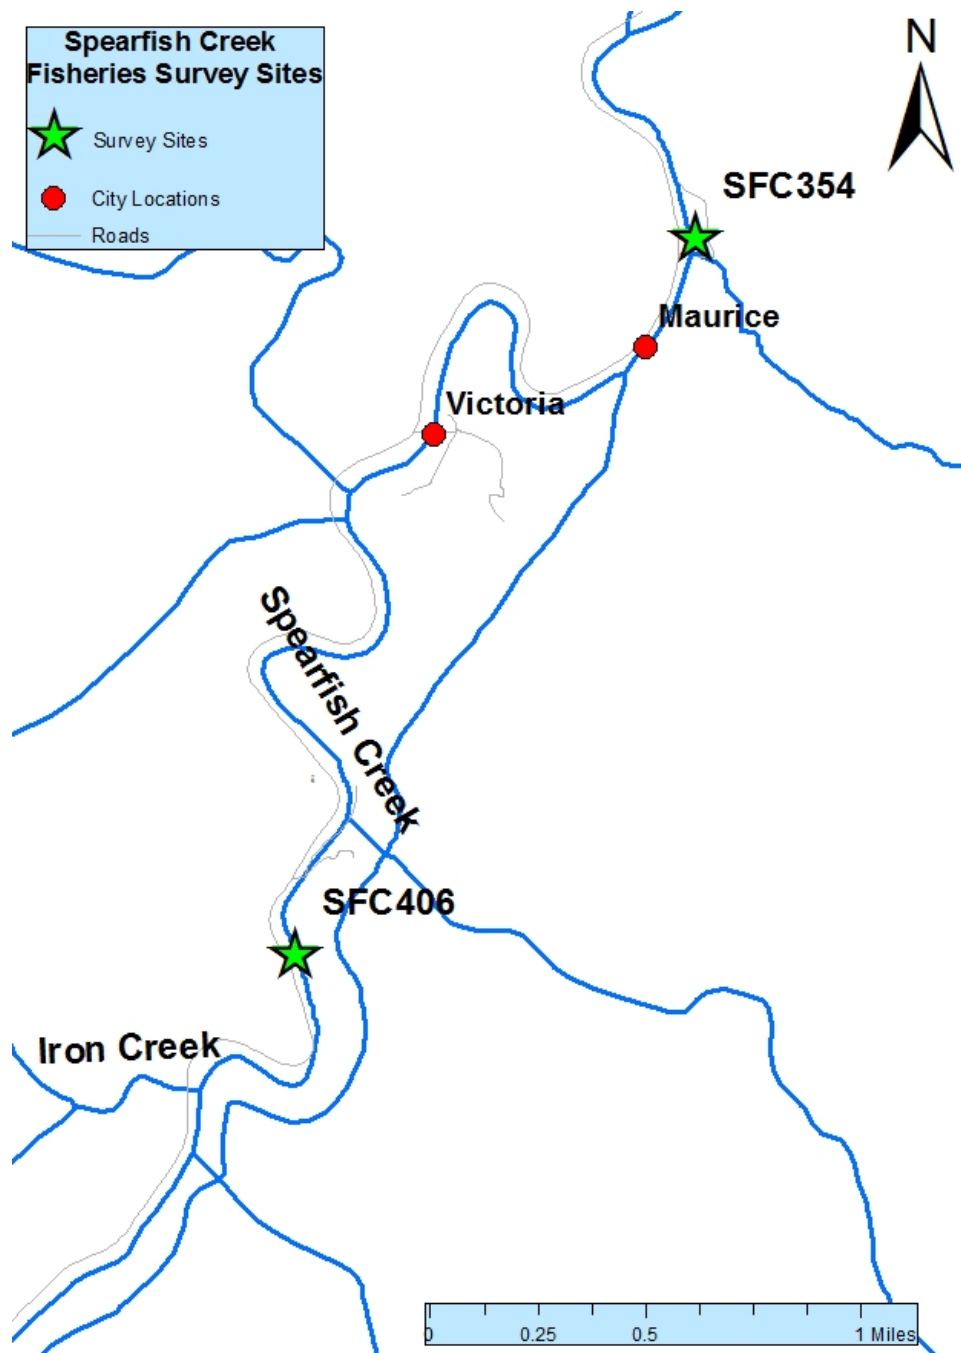 Spearfish Creek
Fisheries Survey Sites
Survey Sites
City Locations
Roads
N
SFC354
Maurice
Victoria
Spearfish Creek
SFC406
Iron Creek
0 0.25 0.5 1 Miles